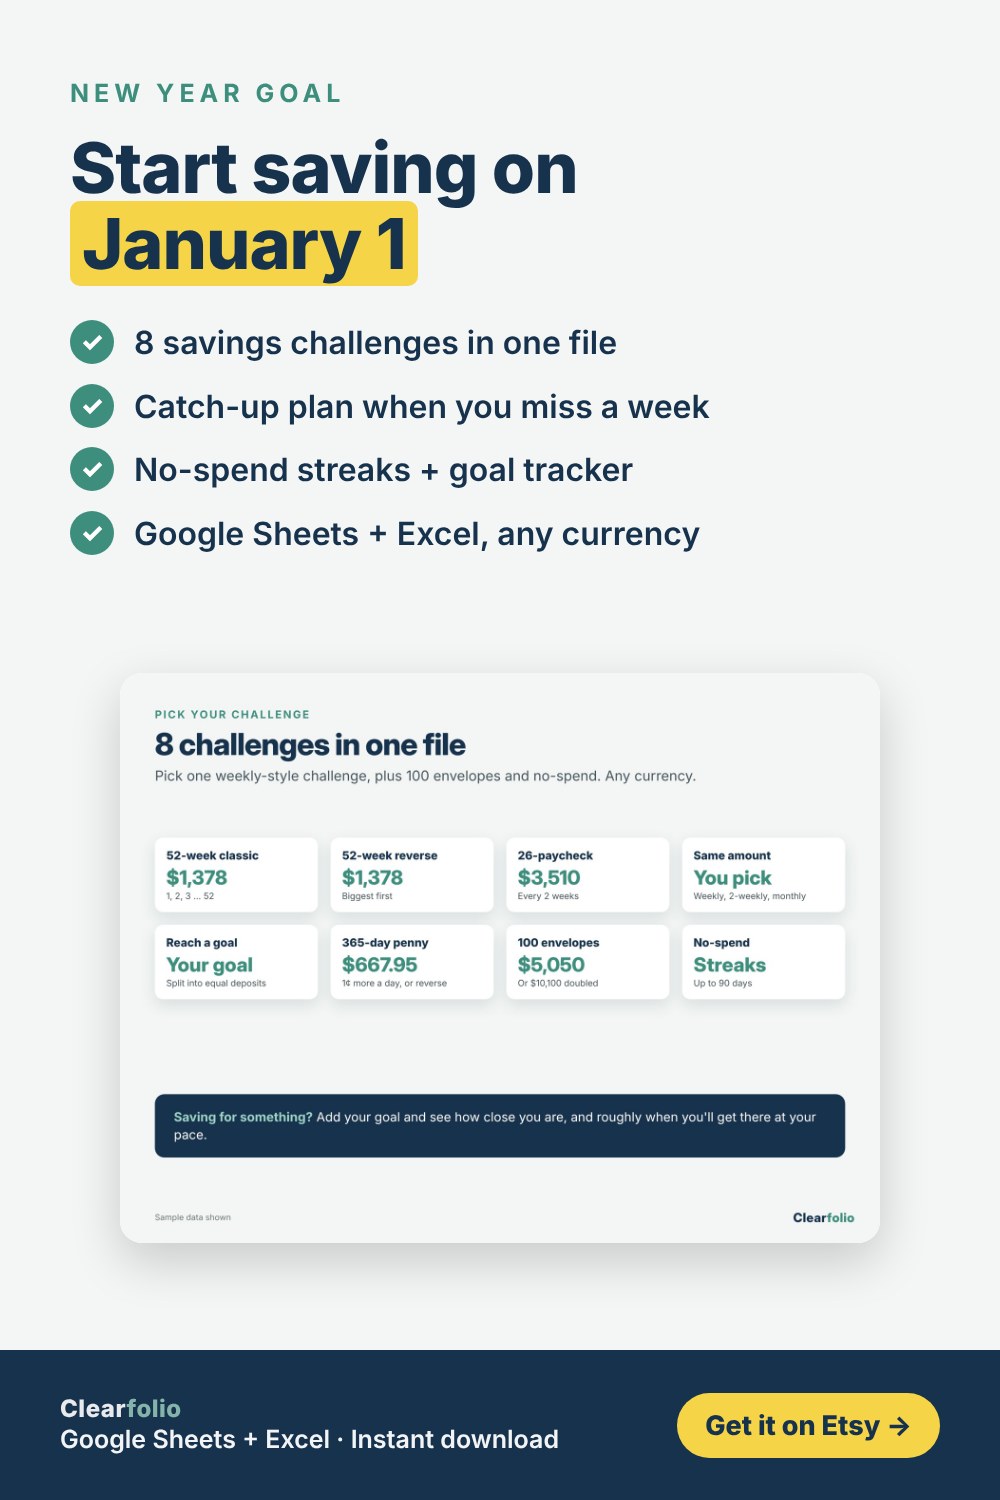 NEW YEAR GOAL
Start saving on
January 1
8 savings challenges in one file
Catch-up plan when you miss a week
No-spend streaks + goal tracker
Google Sheets + Excel, any currency
PICK YOUR CHALLENGE
8 challenges in one file
Pick one weekly-style challenge, plus 100 envelopes and no-spend. Any currency.
52-week classic
$1,378
1, 2, 3 ... 52
52-week reverse
$1,378
Biggest first
26-paycheck
$3,510
Every 2 weeks
Same amount
You pick
Weekly, 2-weekly, monthly
Reach a goal
Your goal
Split into equal deposits
365-day penny
$667.95
1¢ more a day, or reverse
100 envelopes
$5,050
Or $10,100 doubled
No-spend
Streaks
Up to 90 days
Saving for something? Add your goal and see how close you are, and roughly when you'll get there at your
pace.
Sample data shown
Clearfolio
Clearfolio
Google Sheets + Excel · Instant download
Get it on Etsy →